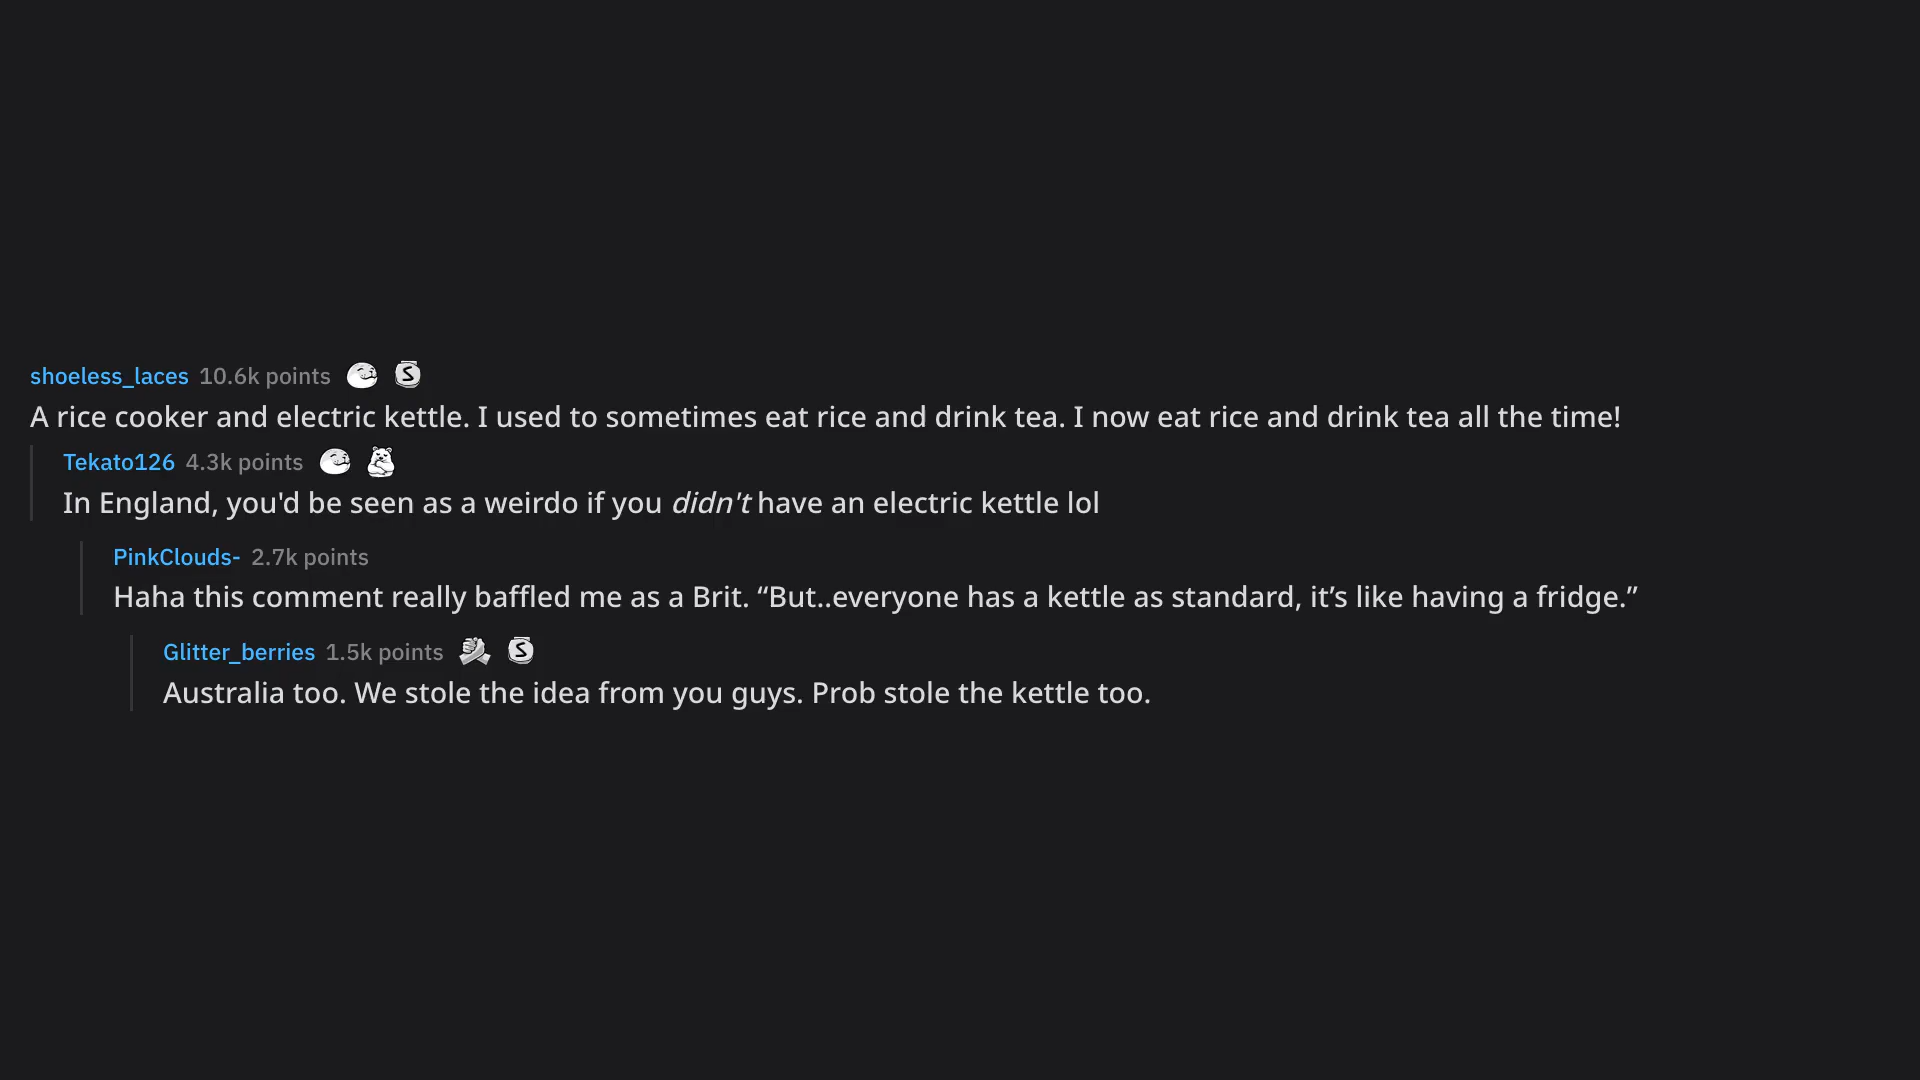 shoeless_laces 10.6k points S
A rice cooker and electric kettle. I used to sometimes eat rice and drink tea. I now eat rice and drink tea all the time!
Tekato126 4.3k points
In England, you'd be seen as a weirdo if you didn't have an electric kettle lol
PinkClouds- 2.7k points
Haha this comment really baffled me as a Brit. “But..everyone has a kettle as standard, it’s like having a fridge.”
Glitter_berries 1.5k points S
Australia too. We stole the idea from you guys. Prob stole the kettle too.